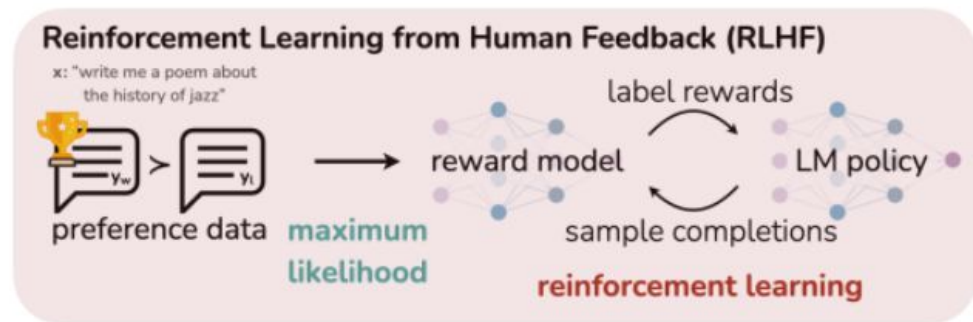 Reinforcement Learning from Human Feedback (RLHF)
x: "write me a poem about
the history of jazz"
label rewards
yw > yl
reward model
LM policy
preference data
maximum
likelihood
sample completions
reinforcement learning